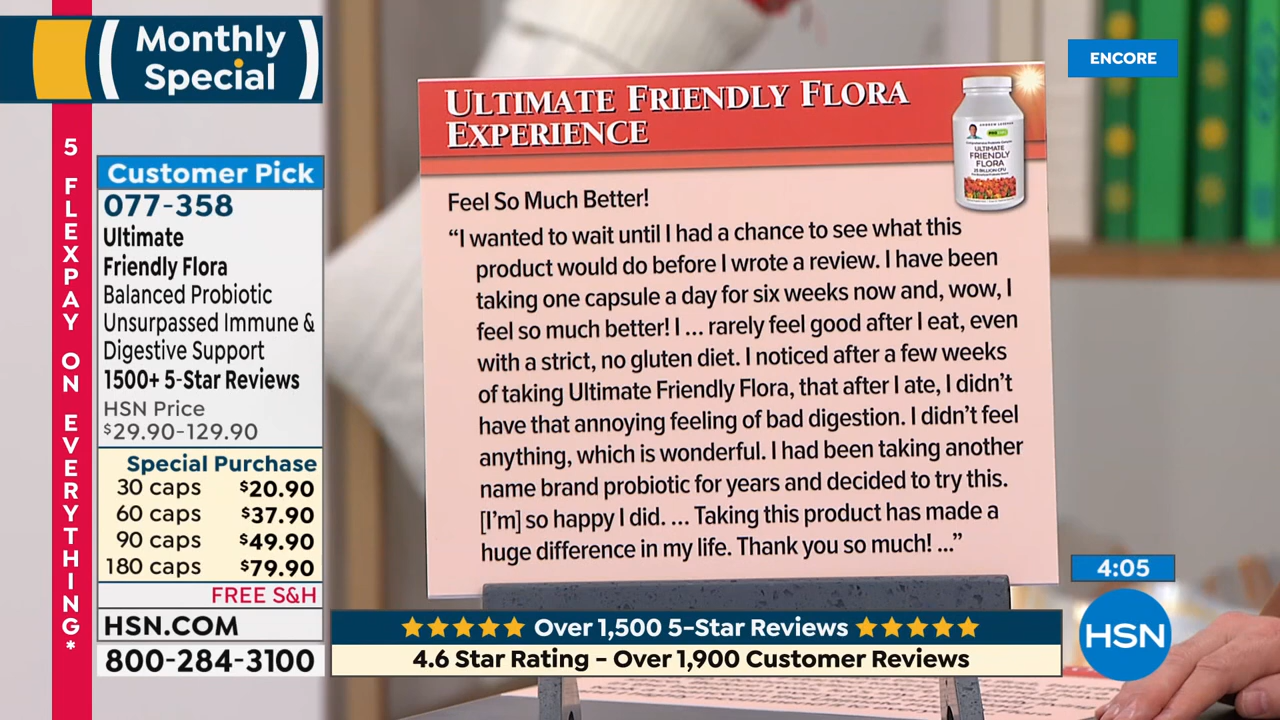 Monthly
Special
ENCORE
5 FLEXPAY ON EVERYTHING*
Customer Pick
077-358
Ultimate
Friendly Flora
Balanced Probiotic
Unsurpassed Immune &
Digestive Support
1500+ 5-Star Reviews
HSN Price
$29.90-129.90
Special Purchase
30 caps $20.90
60 caps $37.90
90 caps $49.90
180 caps $79.90
FREE S&H
HSN.COM
800-284-3100
ULTIMATE FRIENDLY FLORA
EXPERIENCE
ULTIMATE
FRIENDLY
FLORA
Feel So Much Better!
“I wanted to wait until I had a chance to see what this
product would do before I wrote a review. I have been
taking one capsule a day for six weeks now and, wow, I
feel so much better! I ... rarely feel good after I eat, even
with a strict, no gluten diet. I noticed after a few weeks
of taking Ultimate Friendly Flora, that after I ate, I didn’t
have that annoying feeling of bad digestion. I didn’t feel
anything, which is wonderful. I had been taking another
name brand probiotic for years and decided to try this.
[I’m] so happy I did. ... Taking this product has made a
huge difference in my life. Thank you so much! ...”
4:05
HSN
Over 1,500 5-Star Reviews
4.6 Star Rating – Over 1,900 Customer Reviews